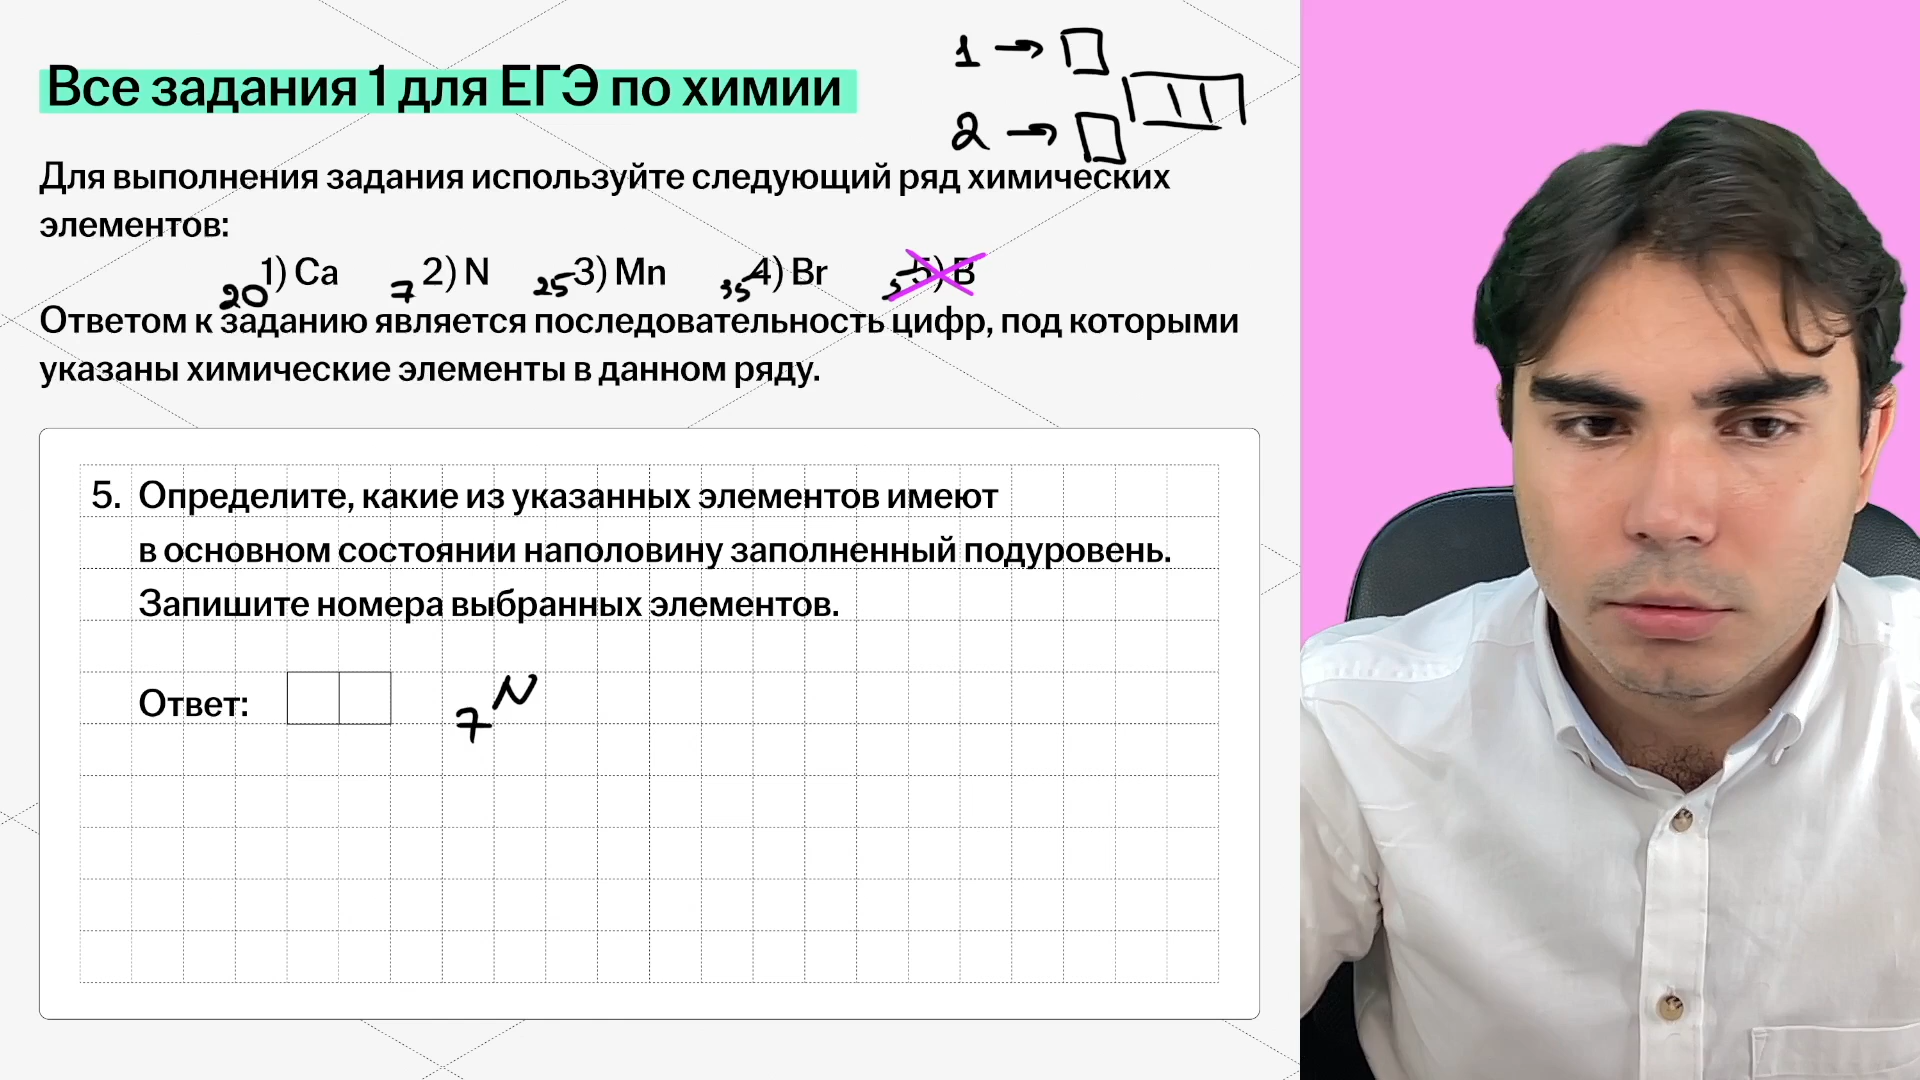 Все задания 1 для ЕГЭ по химии
1 →
2 →
Для выполнения задания используйте следующий ряд химических
элементов:
1) Ca 2) N 3) Mn 4) Br 5) B
20 7 25 35 5
Ответом к заданию является последовательность цифр, под которыми
указаны химические элементы в данном ряду.
5. Определите, какие из указанных элементов имеют
в основном состоянии наполовину заполненный подуровень.
Запишите номера выбранных элементов.
Ответ:
7 N